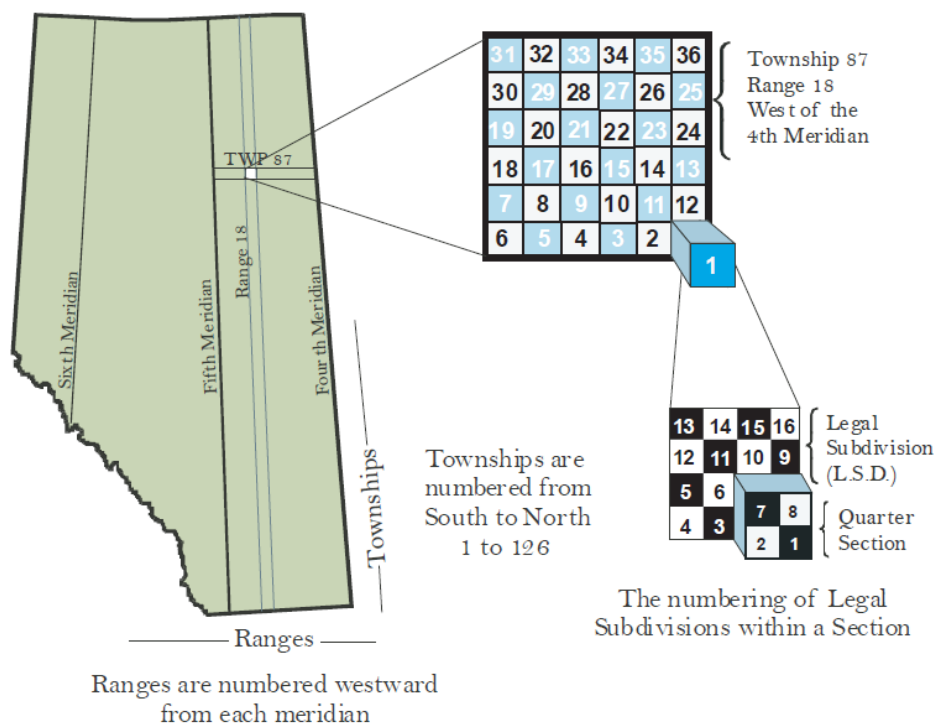 31 32 33 34 35 36
30 29 28 27 26 25
19 20 21 22 23 24
18 17 16 15 14 13
7 8 9 10 11 12
6 5 4 3 2
1
Township 87
Range 18
West of the
4th Meridian
TWP 87
Range 18
Sixth Meridian
Fifth Meridian
Fourth Meridian
Townships
Townships are
numbered from
South to North
1 to 126
13 14 15 16
12 11 10 9
5 6
4 3
7 8
2 1
Legal
Subdivision
(L.S.D.)
Quarter
Section
The numbering of Legal
Subdivisions within a Section
Ranges
Ranges are numbered westward
from each meridian